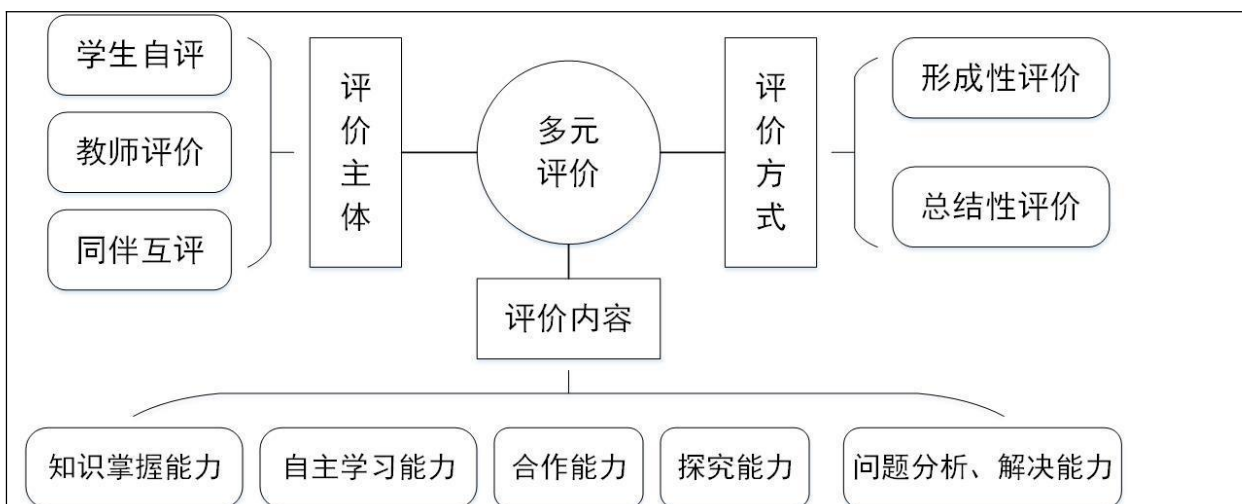 学生自评
教师评价
同伴互评
评
价
主
体
多元
评价
评
价
方
式
形成性评价
总结性评价
评价内容
知识掌握能力
自主学习能力
合作能力
探究能力
问题分析、解决能力